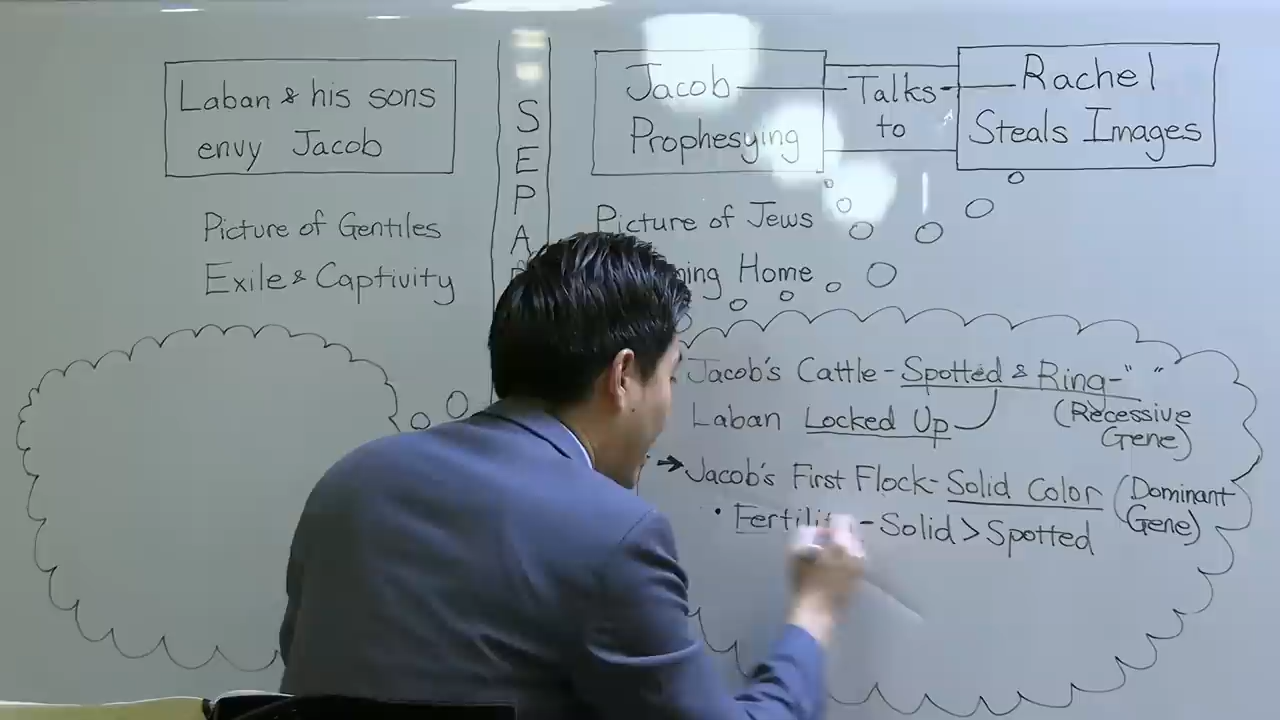 Laban & his sons
envy Jacob
Picture of Gentiles
Exile & Captivity
S
E
P
A
Jacob
Prophesying
Talks
to
Rachel
Steals Images
Picture of Jews
Home
Jacob's Cattle - Spotted & Ring - " "
(Recessive
Gene)
Laban Locked Up
→ Jacob's First Flock - Solid Color (Dominant
Gene)
• - Solid > Spotted